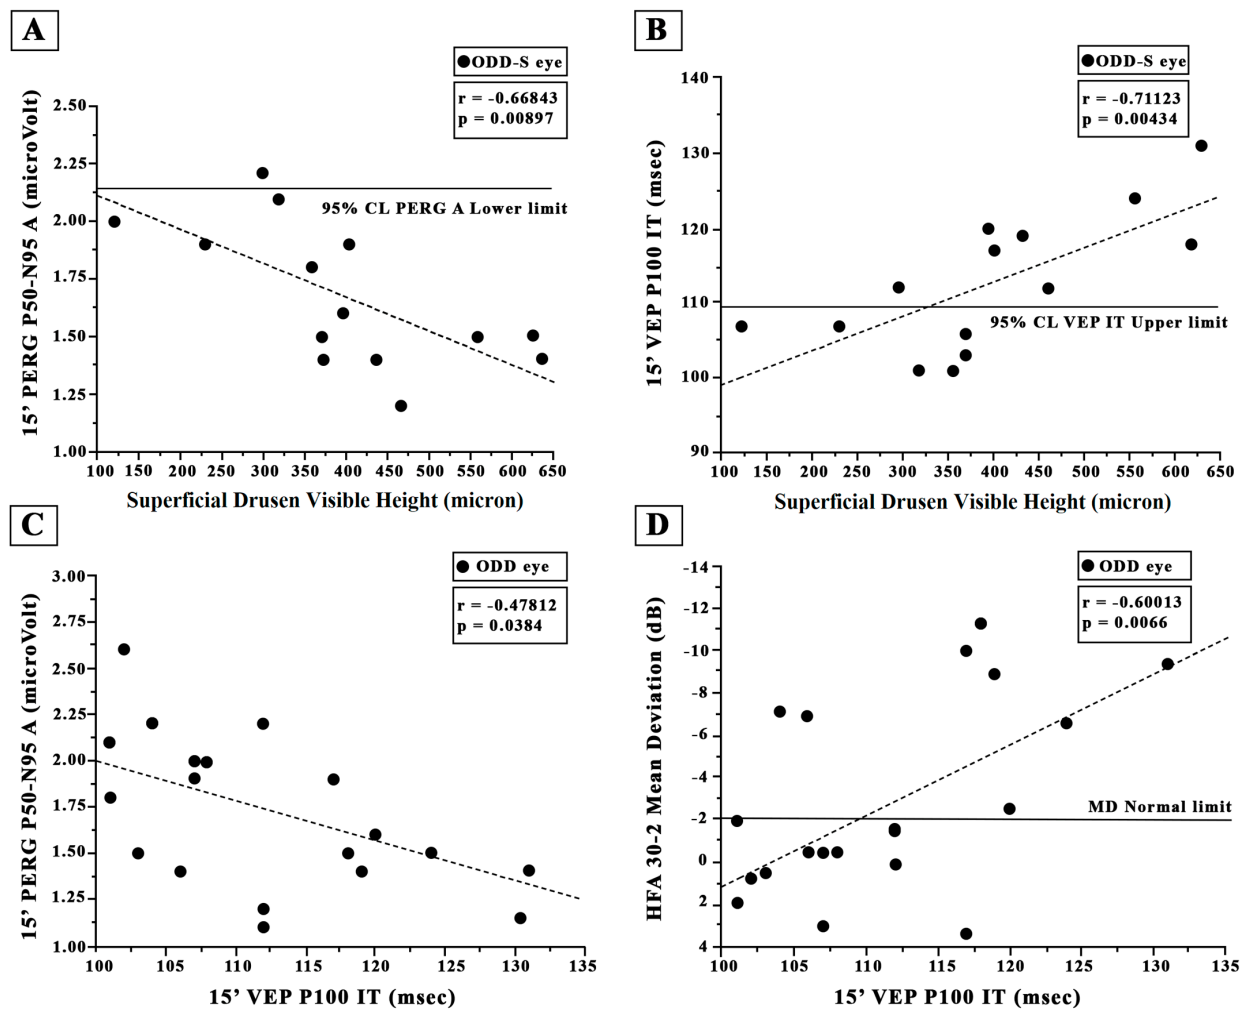 A
ODD-S eye
r = -0.66843
p = 0.00897
2.50
2.25
2.00
1.75
1.50
1.25
1.00
15’ PERG P50-N95 A (microVolt)
95% CL PERG A Lower limit
100 150 200 250 300 350 400 450 500 550 600 650
Superficial Drusen Visible Height (micron)
B
ODD-S eye
r = -0.71123
p = 0.00434
140
130
120
110
100
90
15’ VEP P100 IT (msec)
95% CL VEP IT Upper limit
100 150 200 250 300 350 400 450 500 550 600 650
Superficial Drusen Visible Height (micron)
C
ODD eye
r = -0.47812
p = 0.0384
3.00
2.75
2.50
2.25
2.00
1.75
1.50
1.25
1.00
15’ PERG P50-N95 A (microVolt)
100 105 110 115 120 125 130 135
15’ VEP P100 IT (msec)
D
ODD eye
r = -0.60013
p = 0.0066
-14
-12
-10
-8
-6
-4
-2
0
2
4
HFA 30-2 Mean Deviation (dB)
MD Normal limit
100 105 110 115 120 125 130 135
15’ VEP P100 IT (msec)